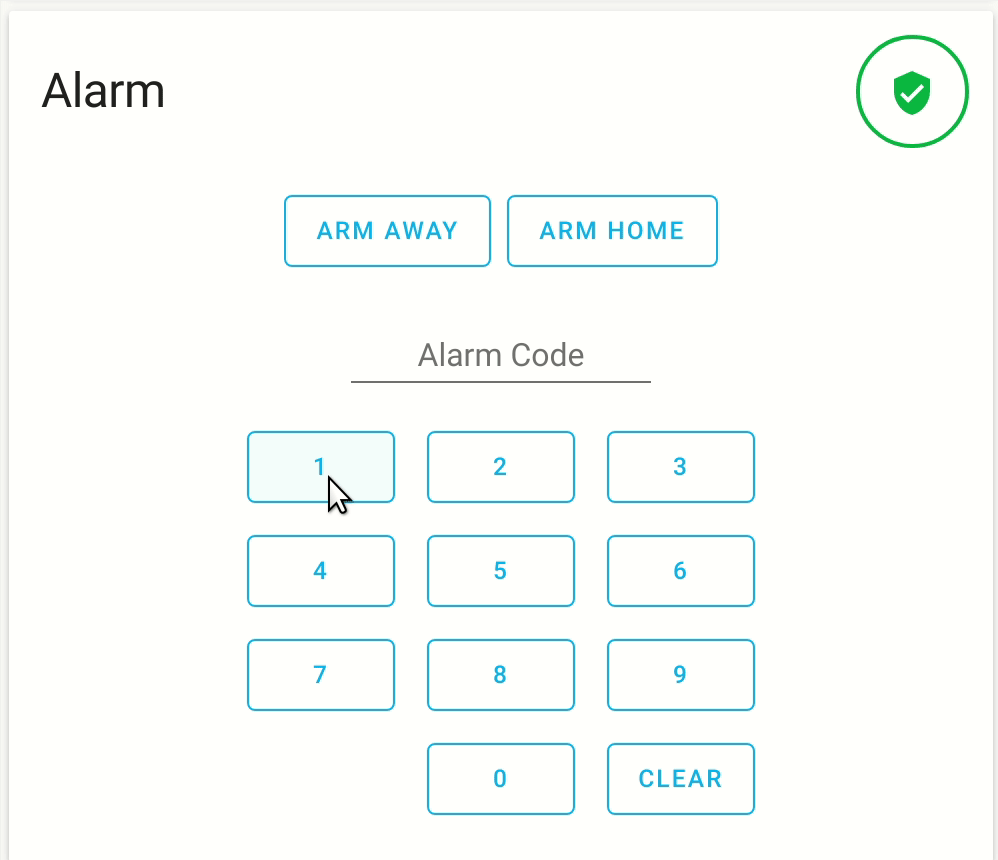 Alarm
ARM AWAY ARM HOME
Alarm Code
1 2 3
4 5 6
7 8 9
0 CLEAR